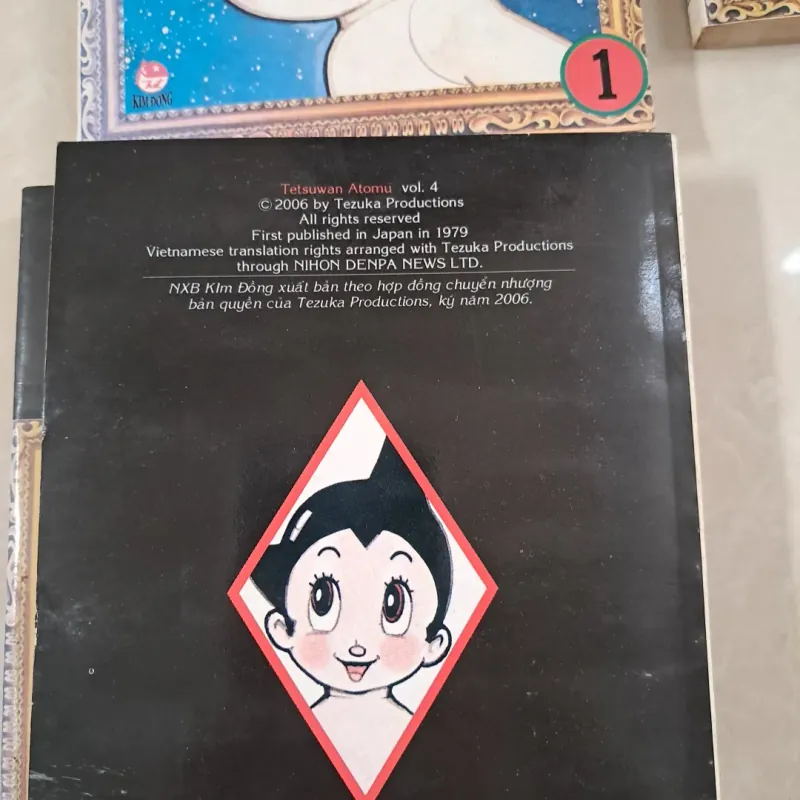 KIM ĐỒNG
1
Tetsuwan Atomu vol. 4
© 2006 by Tezuka Productions
All rights reserved
First published in Japan in 1979
Vietnamese translation rights arranged with Tezuka Productions
through NIHON DENPA NEWS LTD.
NXB KIm Đồng xuất bản theo hợp đồng chuyển nhượng
bản quyền của Tezuka Productions, ký năm 2006.